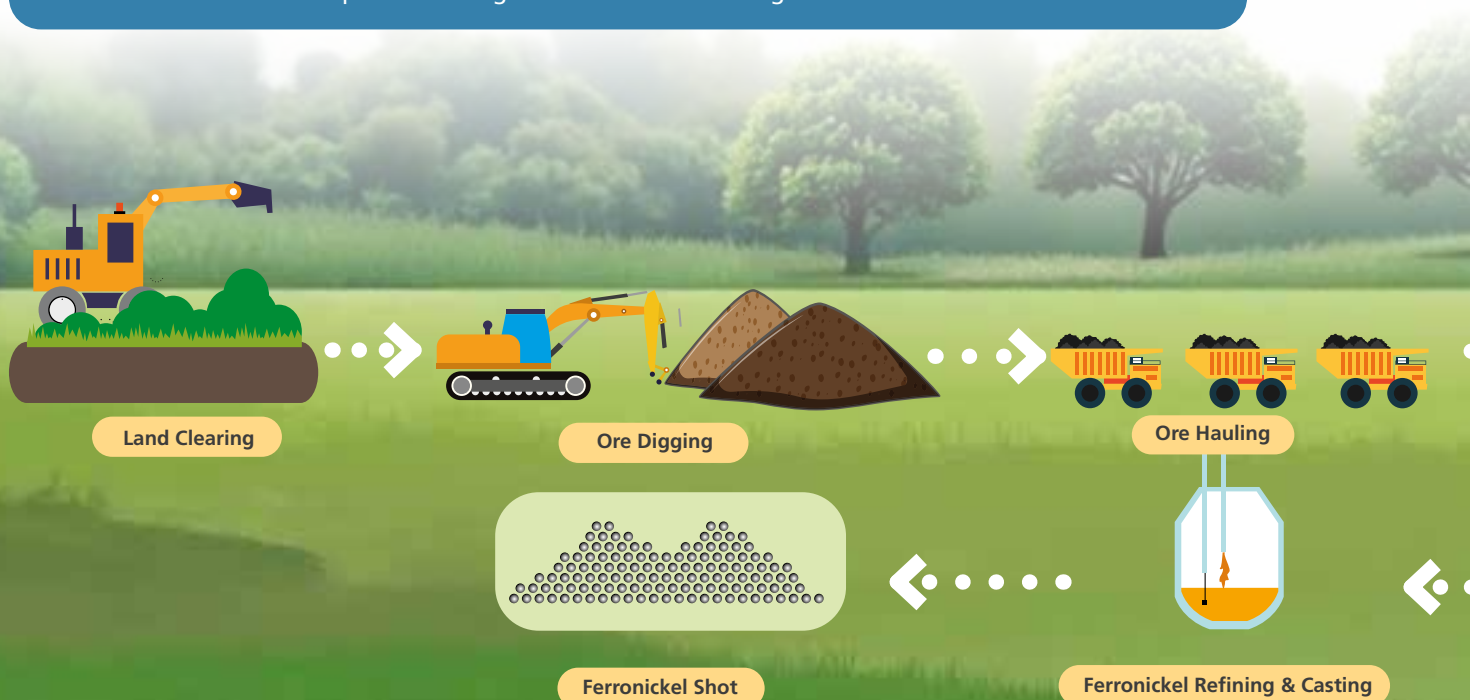 Land Clearing
Ore Digging
Ore Hauling
Ferronickel Shot
Ferronickel Refining & Casting